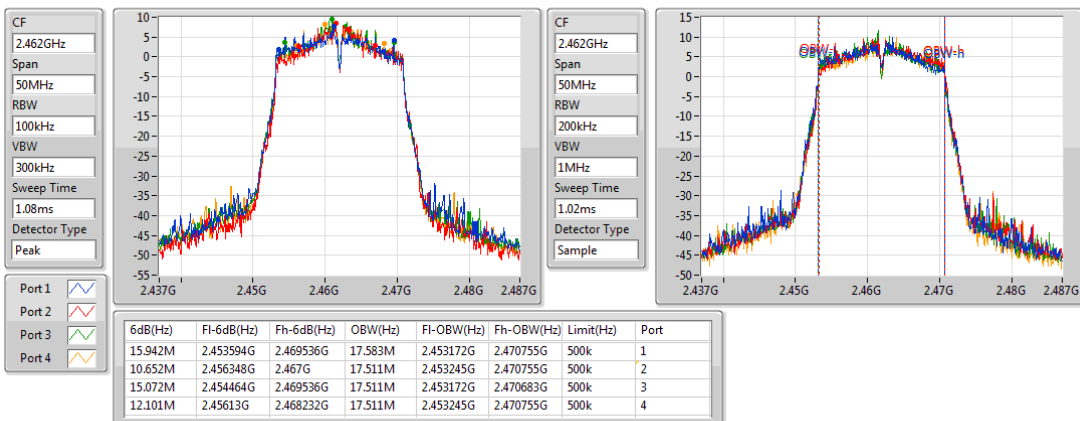 CF
2.462GHz
Span
50MHz
RBW
100kHz
VBW
300kHz
Sweep Time
1.08ms
Detector Type
Peak
10
5
0
-5
-10
-15
-20
-25
-30
-35
-40
-45
-50
-55
2.437G 2.45G 2.46G 2.47G 2.48G 2.487G
CF
2.462GHz
Span
50MHz
RBW
200kHz
VBW
1MHz
Sweep Time
1.02ms
Detector Type
Sample
15
10
5
0
-5
-10
-15
-20
-25
-30
-35
-40
-45
-50
OBW-l OBW-h
2.437G 2.45G 2.46G 2.47G 2.48G 2.487G
Port 1
Port 2
Port 3
Port 4
6dB(Hz) Fl-6dB(Hz) Fh-6dB(Hz) OBW(Hz) Fl-OBW(Hz) Fh-OBW(Hz) Limit(Hz) Port
15.942M 2.453594G 2.469536G 17.583M 2.453172G 2.470755G 500k 1
10.652M 2.456348G 2.467G 17.511M 2.453245G 2.470755G 500k 2
15.072M 2.454464G 2.469536G 17.511M 2.453172G 2.470683G 500k 3
12.101M 2.45613G 2.468232G 17.511M 2.453245G 2.470755G 500k 4